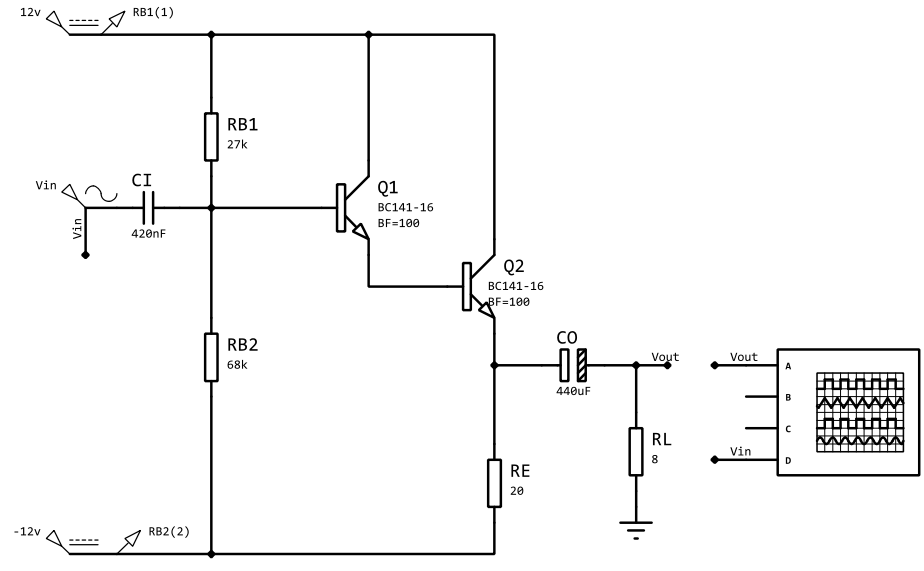 12v
RB1(1)
RB1
27k
CI
Vin
Vin
420nF
Q1
BC141-16
BF=100
Q2
BC141-16
BF=100
RB2
68k
CO
440uF
Vout
Vout
A
B
C
Vin
D
RL
8
RE
20
-12v
RB2(2)